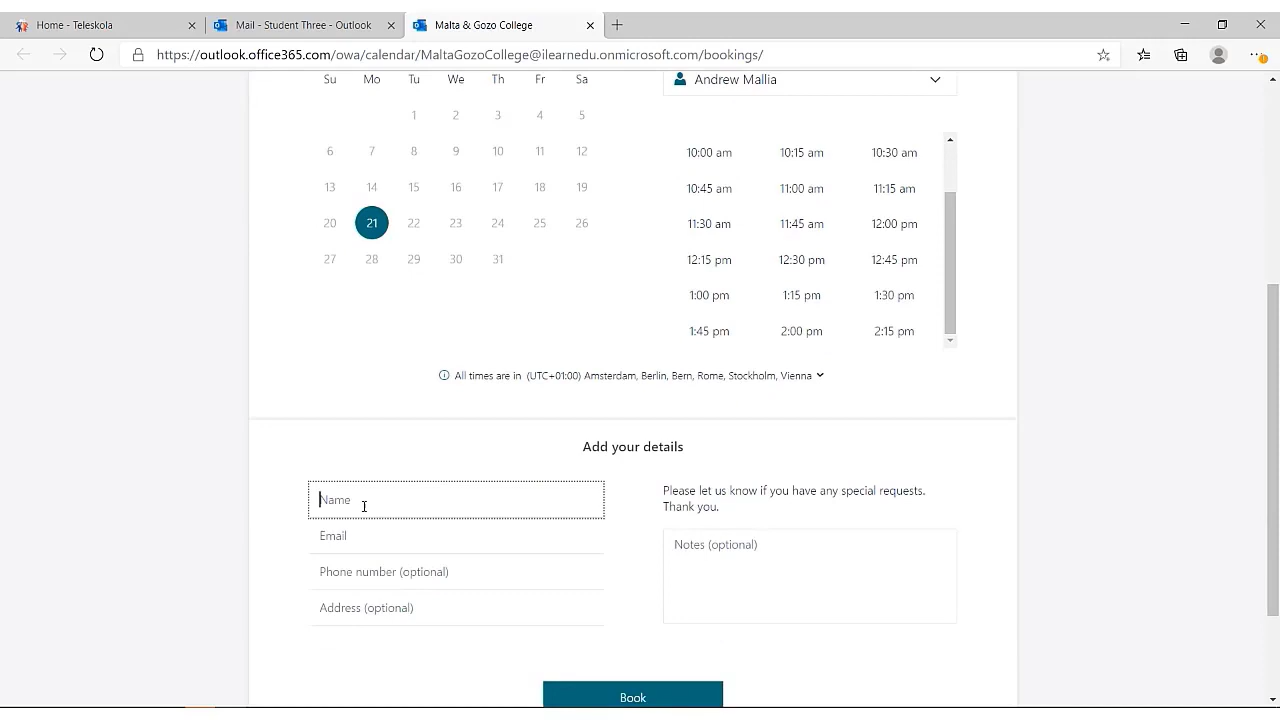 Home - Teleskola
Mail - Student Three - Outlook
Malta & Gozo College
https://outlook.office365.com/owa/calendar/MaltaGozoCollege@ilearnedu.onmicrosoft.com/bookings/
Su Mo Tu We Th Fr Sa
1 2 3 4 5
6 7 8 9 10 11 12
13 14 15 16 17 18 19
20 21 22 23 24 25 26
27 28 29 30 31
Andrew Mallia
10:00 am 10:15 am 10:30 am
10:45 am 11:00 am 11:15 am
11:30 am 11:45 am 12:00 pm
12:15 pm 12:30 pm 12:45 pm
1:00 pm 1:15 pm 1:30 pm
1:45 pm 2:00 pm 2:15 pm
All times are in (UTC+01:00) Amsterdam, Berlin, Bern, Rome, Stockholm, Vienna
Add your details
Name
Email
Phone number (optional)
Address (optional)
Please let us know if you have any special requests.
Thank you.
Notes (optional)
Book